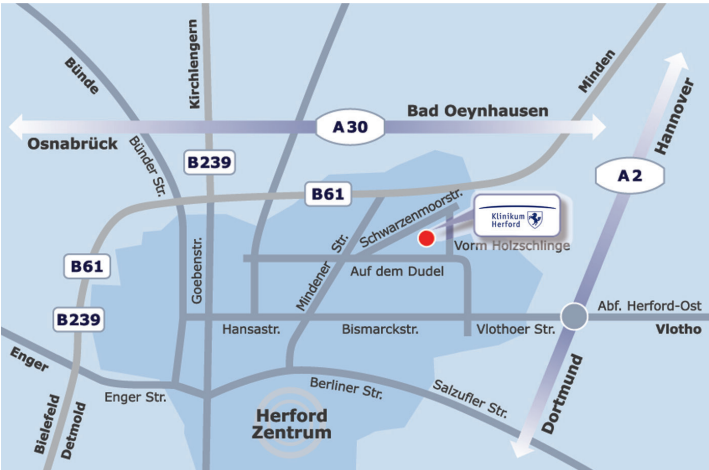 Bünde
Kirchlengern
Minden
Hannover
Osnabrück
A30
Bad Oeynhausen
Bünder Str.
B239
B61
A2
Schwarzenmoorstr.
Klinikum
Herford
Vorm Holzschlinge
B61
Goebenstr.
Mindener Str.
Auf dem Dudel
B239
Hansastr.
Bismarckstr.
Vlothoer Str.
Abf. Herford-Ost
Vlotho
Enger
Enger Str.
Berliner Str.
Salzufler Str.
Dortmund
Bielefeld
Detmold
Herford
Zentrum